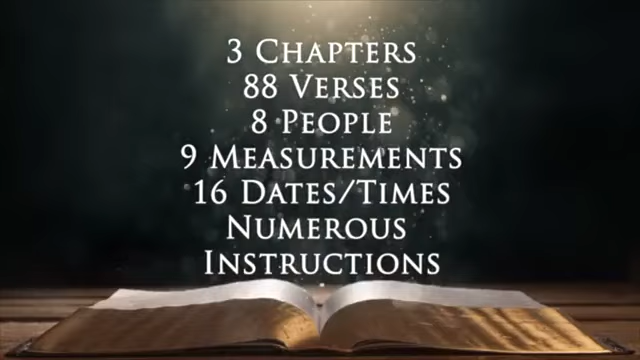 3 Chapters
88 Verses
8 People
9 Measurements
16 Dates/Times
Numerous
Instructions